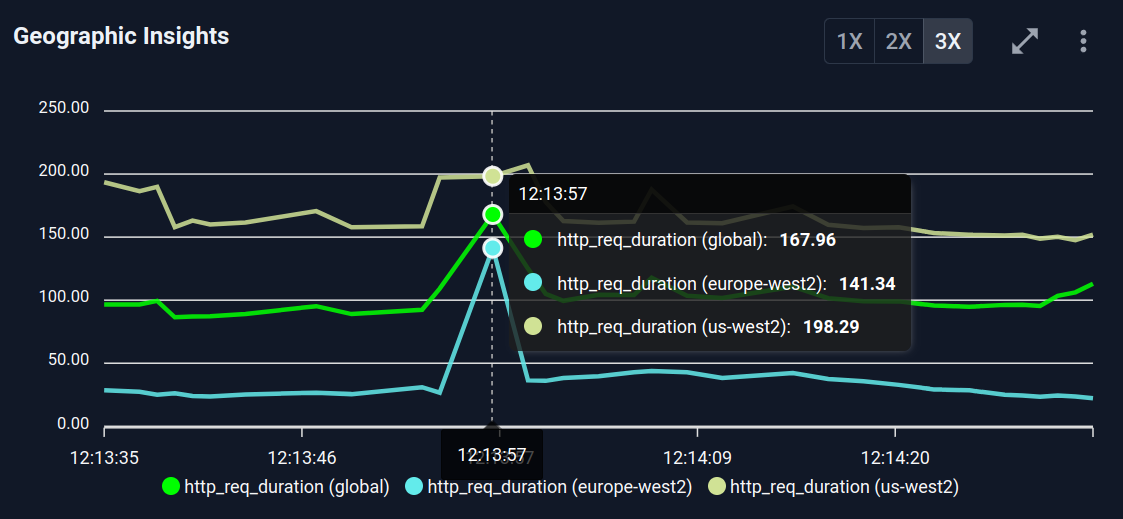 Geographic Insights
1X 2X 3X
250.00
200.00
150.00
100.00
50.00
0.00
12:13:57
http_req_duration (global): 167.96
http_req_duration (europe-west2): 141.34
http_req_duration (us-west2): 198.29
12:13:35 12:13:46 12:13:57 12:14:09 12:14:20
http_req_duration (global) http_req_duration (europe-west2) http_req_duration (us-west2)